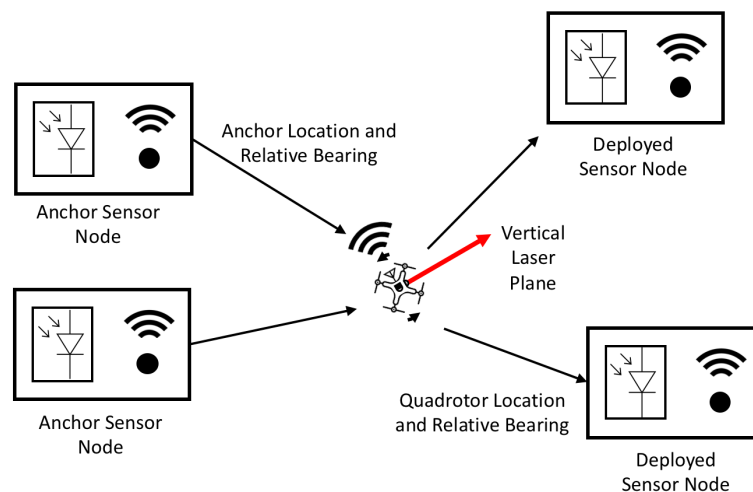 Anchor Location and
Relative Bearing
Anchor Sensor
Node
Deployed
Sensor Node
Vertical
Laser
Plane
Anchor Sensor
Node
Quadrotor Location
and Relative Bearing
Deployed
Sensor Node